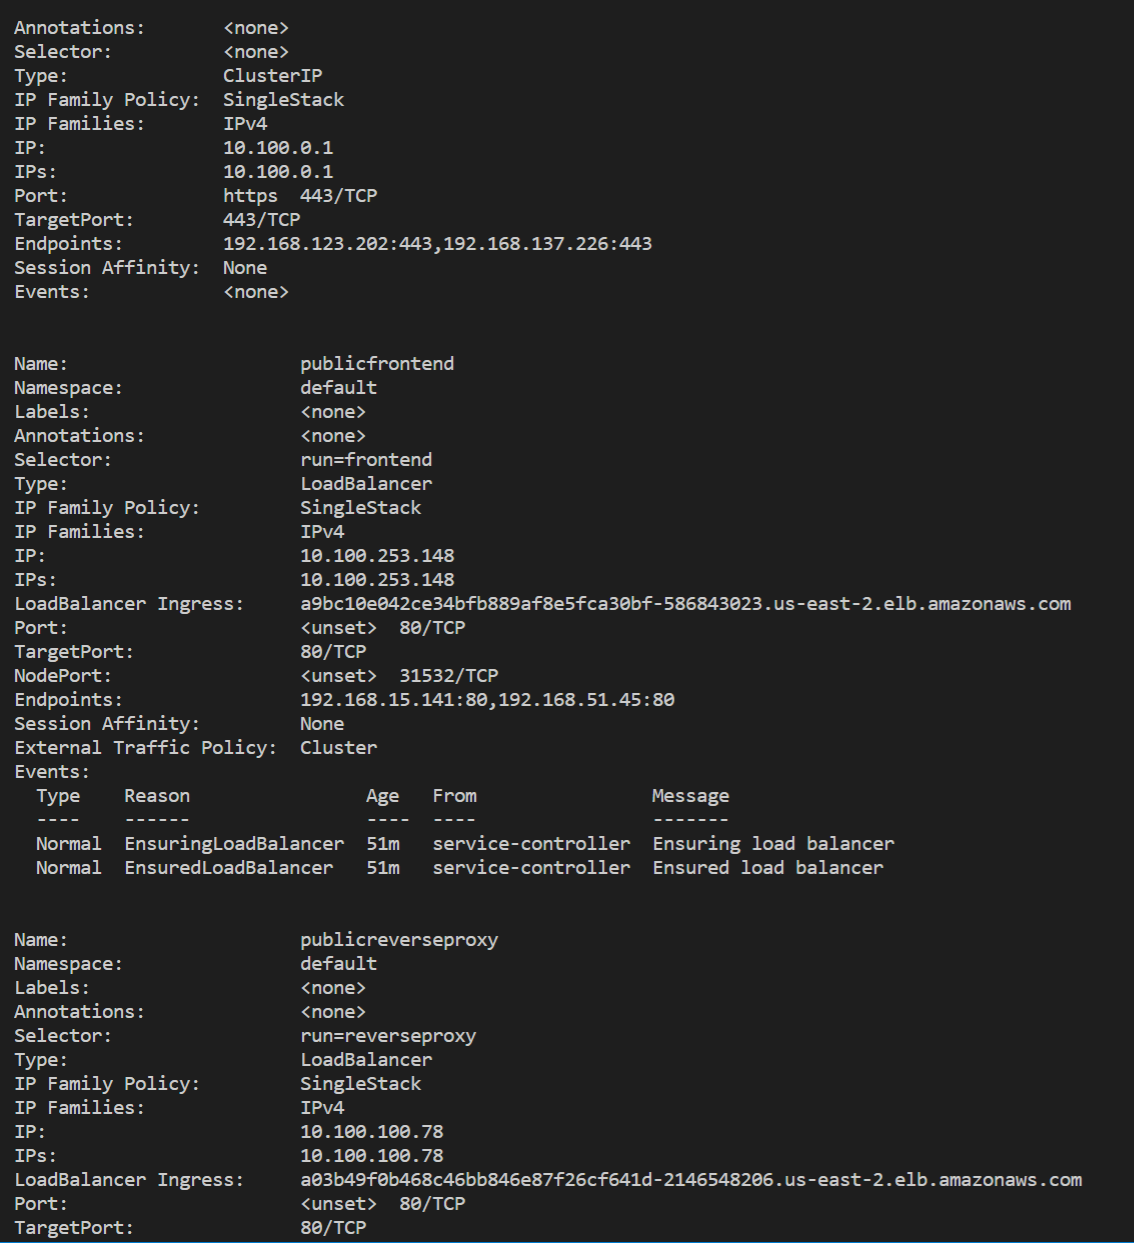 Annotations:       <none>
Selector:          <none>
Type:              ClusterIP
IP Family Policy:  SingleStack
IP Families:       IPv4
IP:                10.100.0.1
IPs:               10.100.0.1
Port:              https  443/TCP
TargetPort:        443/TCP
Endpoints:         192.168.123.202:443,192.168.137.226:443
Session Affinity:  None
Events:            <none>
Name:                     publicfrontend
Namespace:                default
Labels:                   <none>
Annotations:              <none>
Selector:                 run=frontend
Type:                     LoadBalancer
IP Family Policy:         SingleStack
IP Families:              IPv4
IP:                       10.100.253.148
IPs:                      10.100.253.148
LoadBalancer Ingress:     a9bc10e042ce34bfb889af8e5fca30bf-586843023.us-east-2.elb.amazonaws.com
Port:                     <unset>  80/TCP
TargetPort:               80/TCP
NodePort:                 <unset>  31532/TCP
Endpoints:                192.168.15.141:80,192.168.51.45:80
Session Affinity:         None
External Traffic Policy:  Cluster
Events:
  Type    Reason                Age   From                Message
  ----    ------                ----  ----                -------
  Normal  EnsuringLoadBalancer  51m   service-controller  Ensuring load balancer
  Normal  EnsuredLoadBalancer   51m   service-controller  Ensured load balancer
Name:                     publicreverseproxy
Namespace:                default
Labels:                   <none>
Annotations:              <none>
Selector:                 run=reverseproxy
Type:                     LoadBalancer
IP Family Policy:         SingleStack
IP Families:              IPv4
IP:                       10.100.100.78
IPs:                      10.100.100.78
LoadBalancer Ingress:     a03b49f0b468c46bb846e87f26cf641d-2146548206.us-east-2.elb.amazonaws.com
Port:                     <unset>  80/TCP
TargetPort:               80/TCP